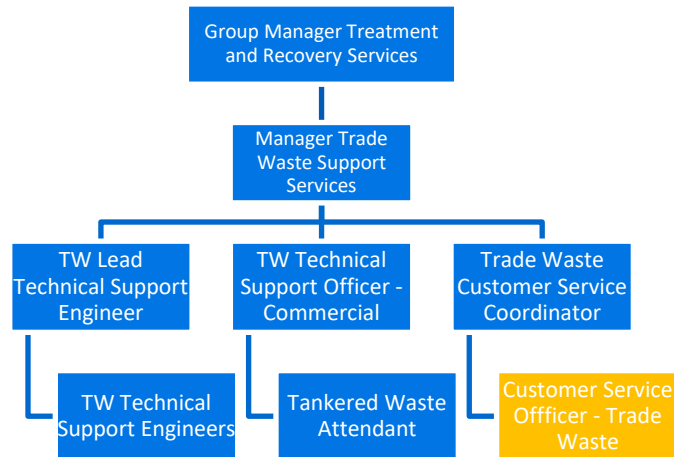 Group Manager Treatment
and Recovery Services
Manager Trade
Waste Support
Services
TW Lead
Technical Support
Engineer
TW Technical
Support Officer -
Commercial
Trade Waste
Customer Service
Coordinator
TW Technical
Support Engineers
Tankered Waste
Attendant
Customer Service
Offfficer - Trade
Waste